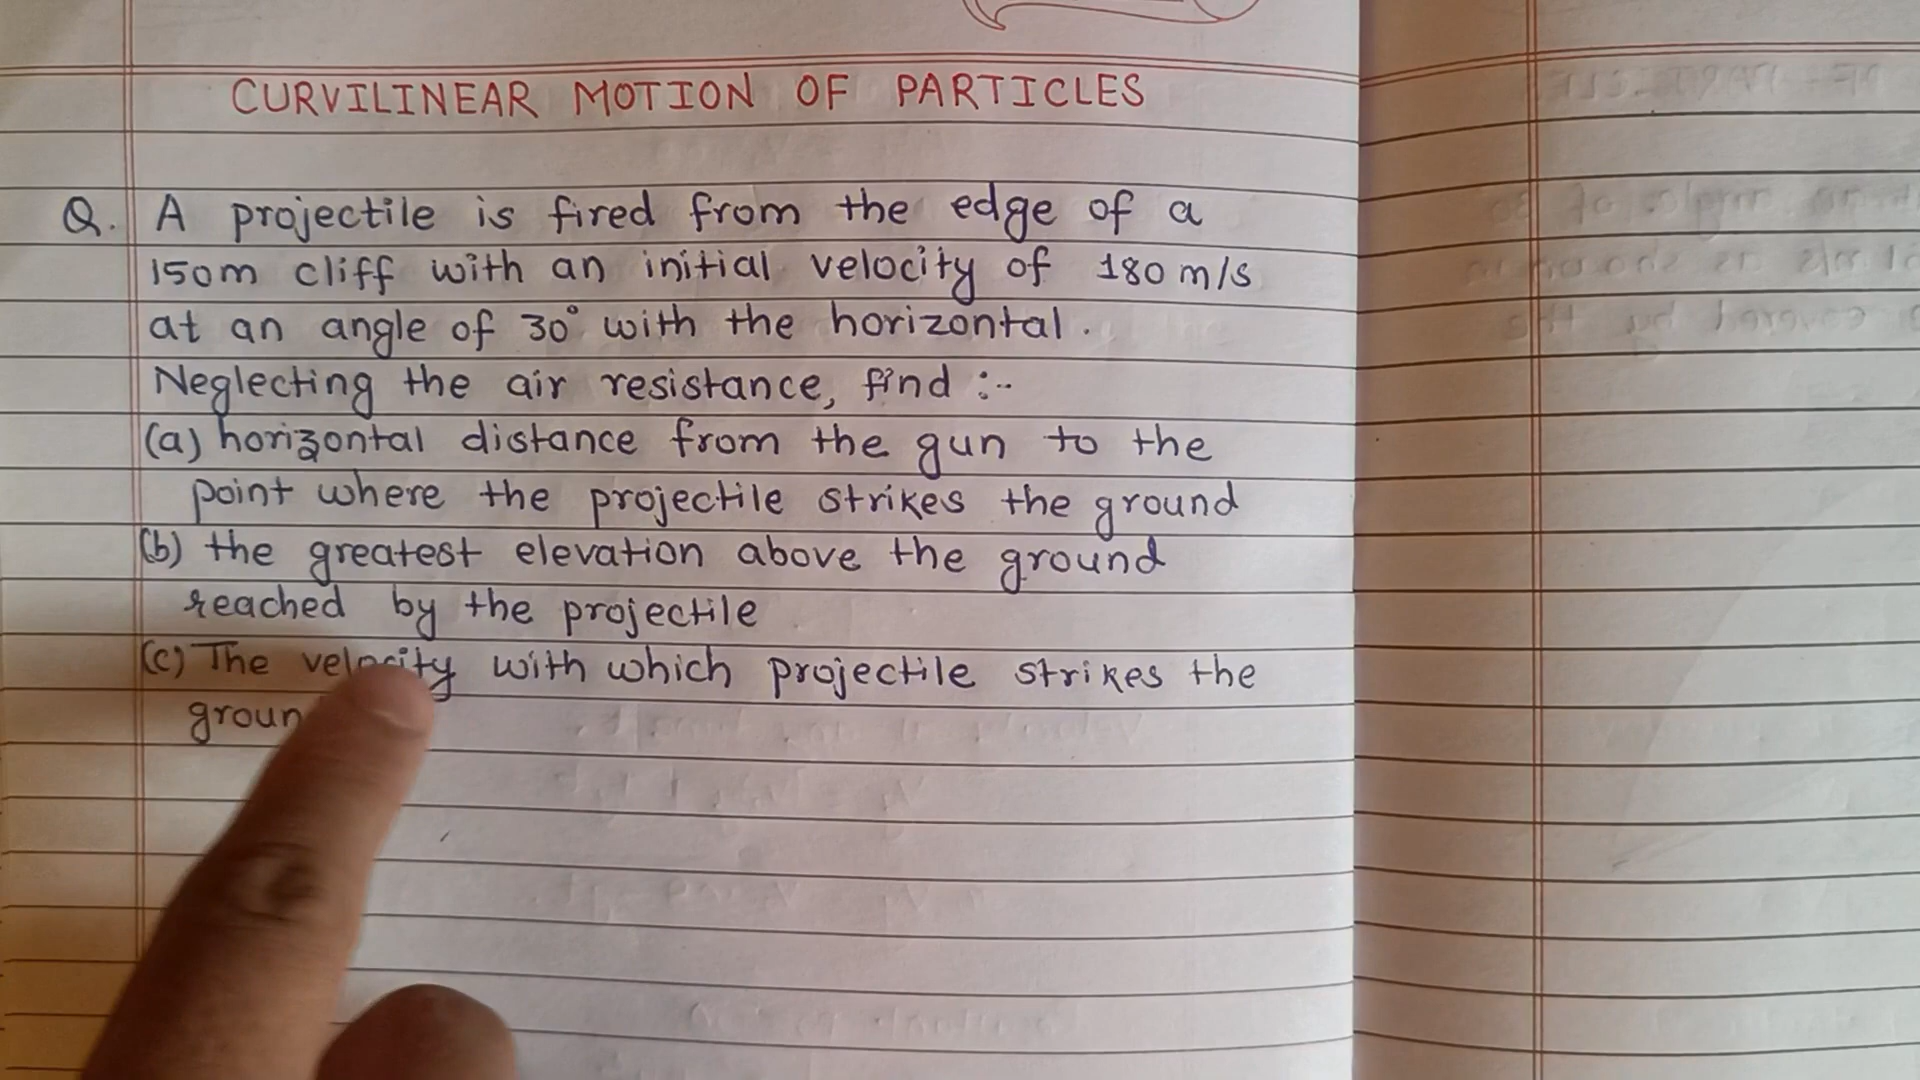 CURVILINEAR MOTION OF PARTICLES
Q. A projectile is fired from the edge of a
150m cliff with an initial velocity of 180 m/s
at an angle of 30° with the horizontal.
Neglecting the air resistance, find :-
(a) horizontal distance from the gun to the
point where the projectile strikes the ground
(b) the greatest elevation above the ground
reached by the projectile
(c) The velocity with which projectile strikes the
groun